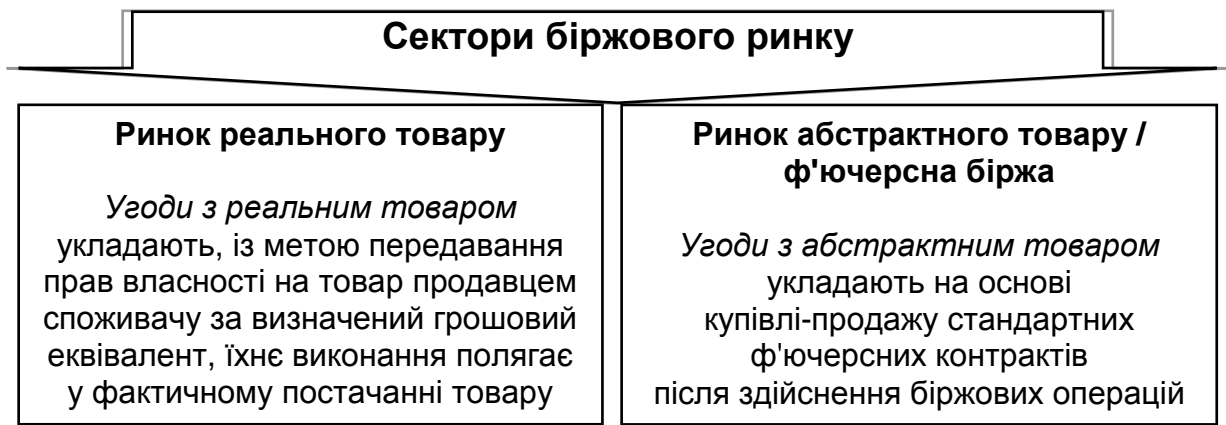 Сектори біржового ринку
Ринок реального товару
Угоди з реальним товаром
укладають, із метою передавання
прав власності на товар продавцем
споживачу за визначений грошовий
еквівалент, їхнє виконання полягає
у фактичному постачанні товару
Ринок абстрактного товару /
ф'ючерсна біржа
Угоди з абстрактним товаром
укладають на основі
купівлі-продажу стандартних
ф'ючерсних контрактів
після здійснення біржових операцій